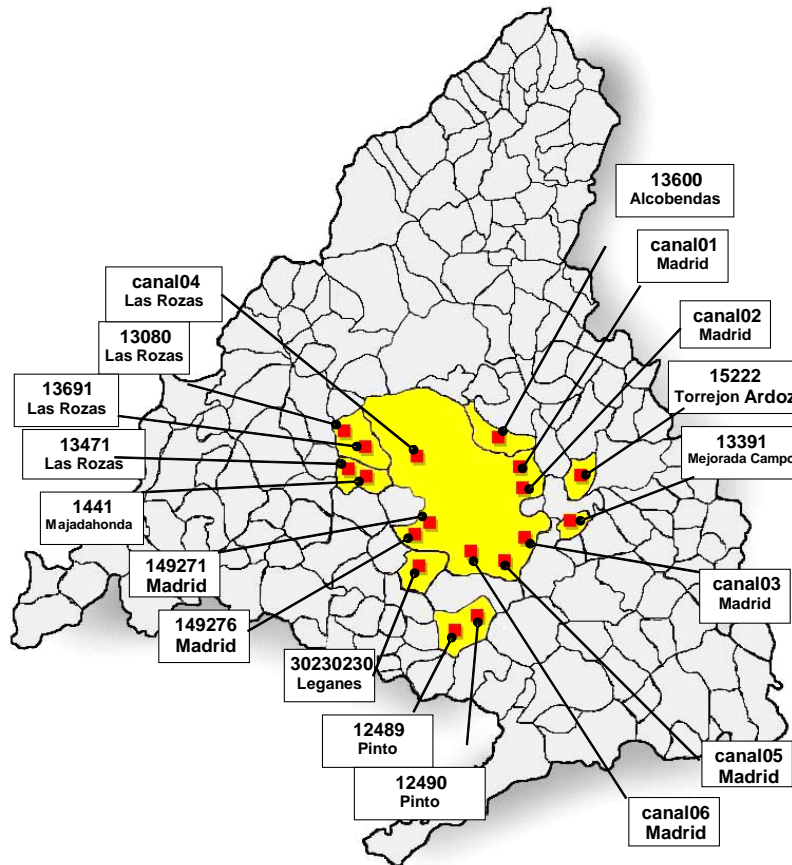 13600
Alcobendas
canal01
Madrid
canal04
Las Rozas
canal02
Madrid
13080
Las Rozas
15222
Torrejon Ardoz
13691
Las Rozas
13471
Las Rozas
13391
Mejorada Campo
1441
Majadahonda
149271
Madrid
canal03
Madrid
149276
Madrid
30230230
Leganes
12489
Pinto
canal05
Madrid
12490
Pinto
canal06
Madrid